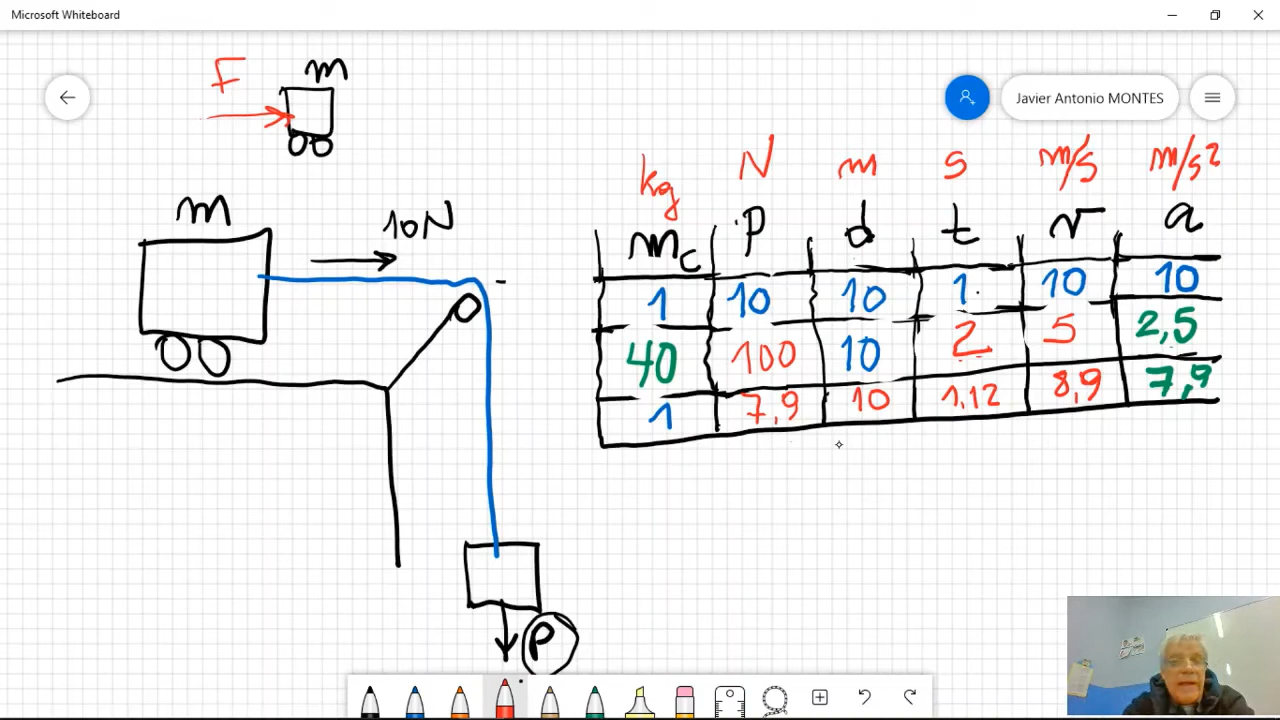 Microsoft Whiteboard
Javier Antonio MONTES
F
m
m
10N
P
kg N m s m/s m/s²
mc P d t v a
1 10 10 1 10 10
40 100 10 2 5 2,5
1 7,9 10 1,12 8,9 7,9